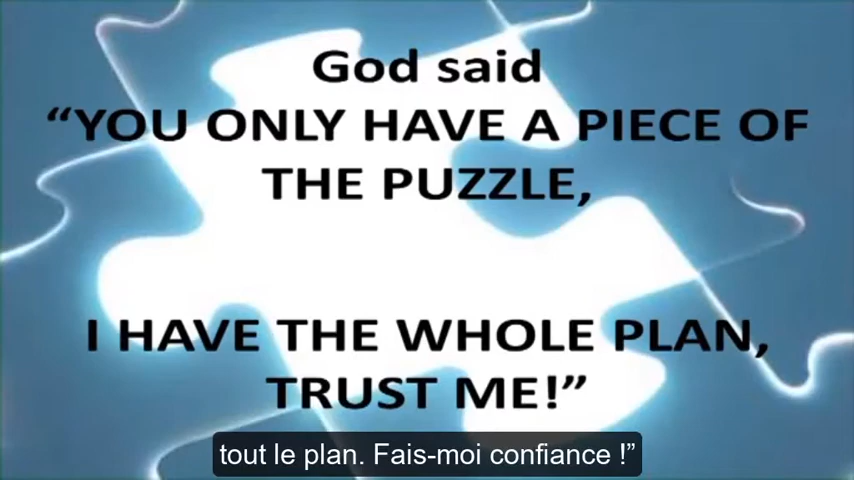 God said
“YOU ONLY HAVE A PIECE OF
THE PUZZLE,
I HAVE THE WHOLE PLAN,
TRUST ME!”
tout le plan. Fais-moi confiance !”